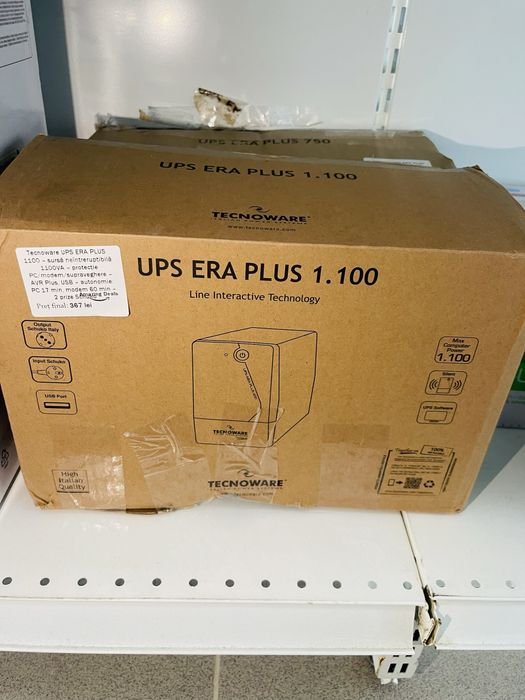 UPS ERA PLUS 750
UPS ERA PLUS 1.100
TECNOWARE®
www.tecnoware.com
Tecnoware UPS ERA PLUS
1100 - sursă neîntreruptibilă
1100VA - protecție
PC/modem/supraveghere -
AVR Plus, USB - autonomie
PC 17 min, modem 60 min -
2 prize
Amazing Deals
Preț final: 367 lei
UPS ERA PLUS 1.100
Line Interactive Technology
Output
Schuko Italy
Input Schuko
USB Port
Max
Computer
Power
1.100
Silent
UPS Software
TECNOWARE
High
Italian
Quality
TECNOWARE®
100%